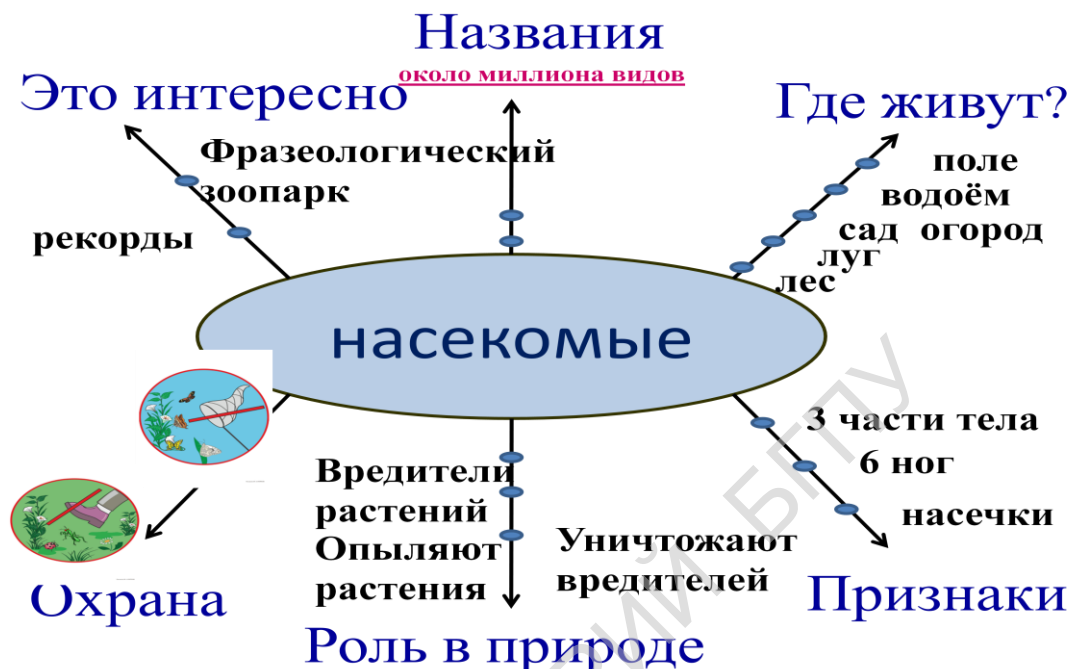 Названия
около миллиона видов
Это интересно
Где живут?
Фразеологический
зоопарк
рекорды
поле
водоём
сад огород
луг
лес
насекомые
3 части тела
6 ног
насечки
Вредители
растений
Опыляют
растения
Уничтожают
вредителей
Охрана
Признаки
Роль в природе
БГПУ